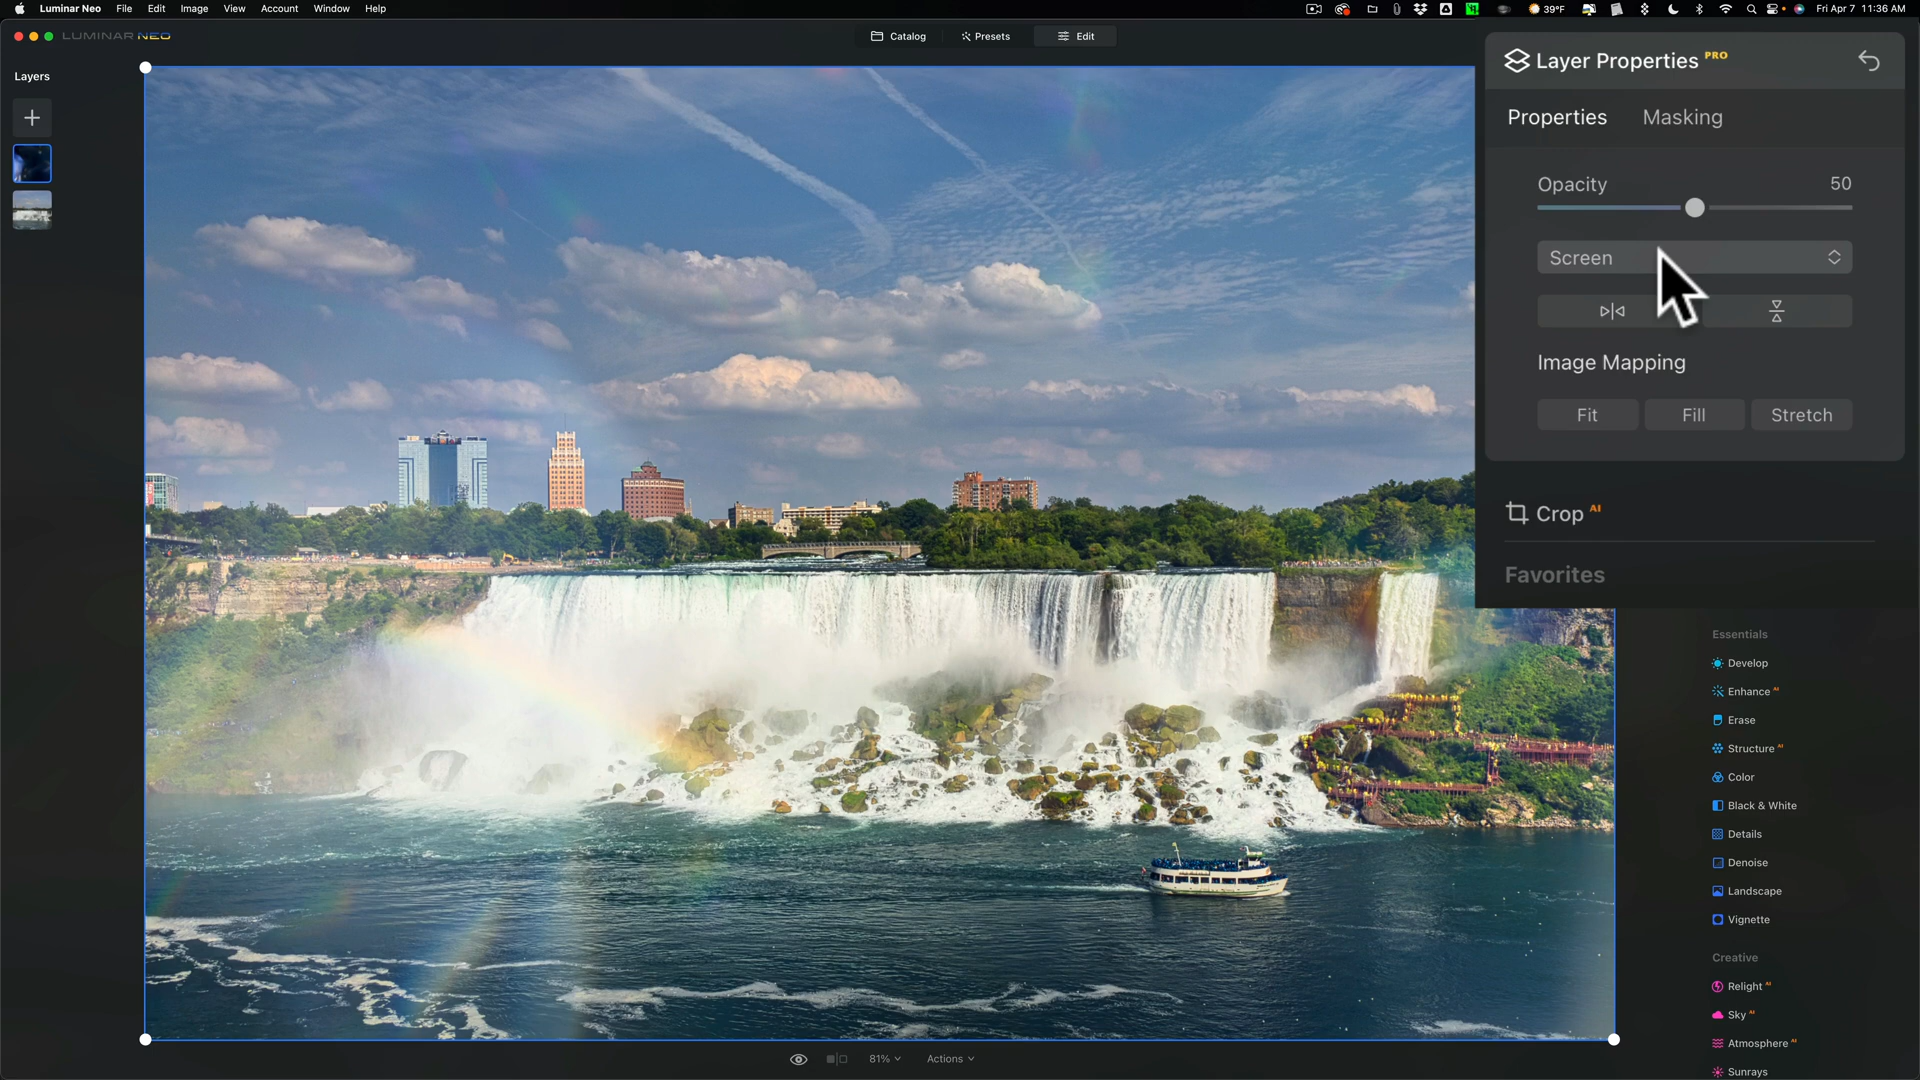 Luminar Neo File Edit Image View Account Window Help 39°F Fri Apr 7 11:36 AM
LUMINAR NEO
Catalog Presets Edit
Layers
Layer Properties PRO
Properties Masking
Opacity 50
Screen
Image Mapping
Fit Fill Stretch
Crop AI
Favorites
Essentials
Develop
Enhance AI
Erase
Structure AI
Color
Black & White
Details
Denoise
Landscape
Vignette
Creative
Relight AI
Sky AI
Atmosphere AI
Sunrays
81% Actions